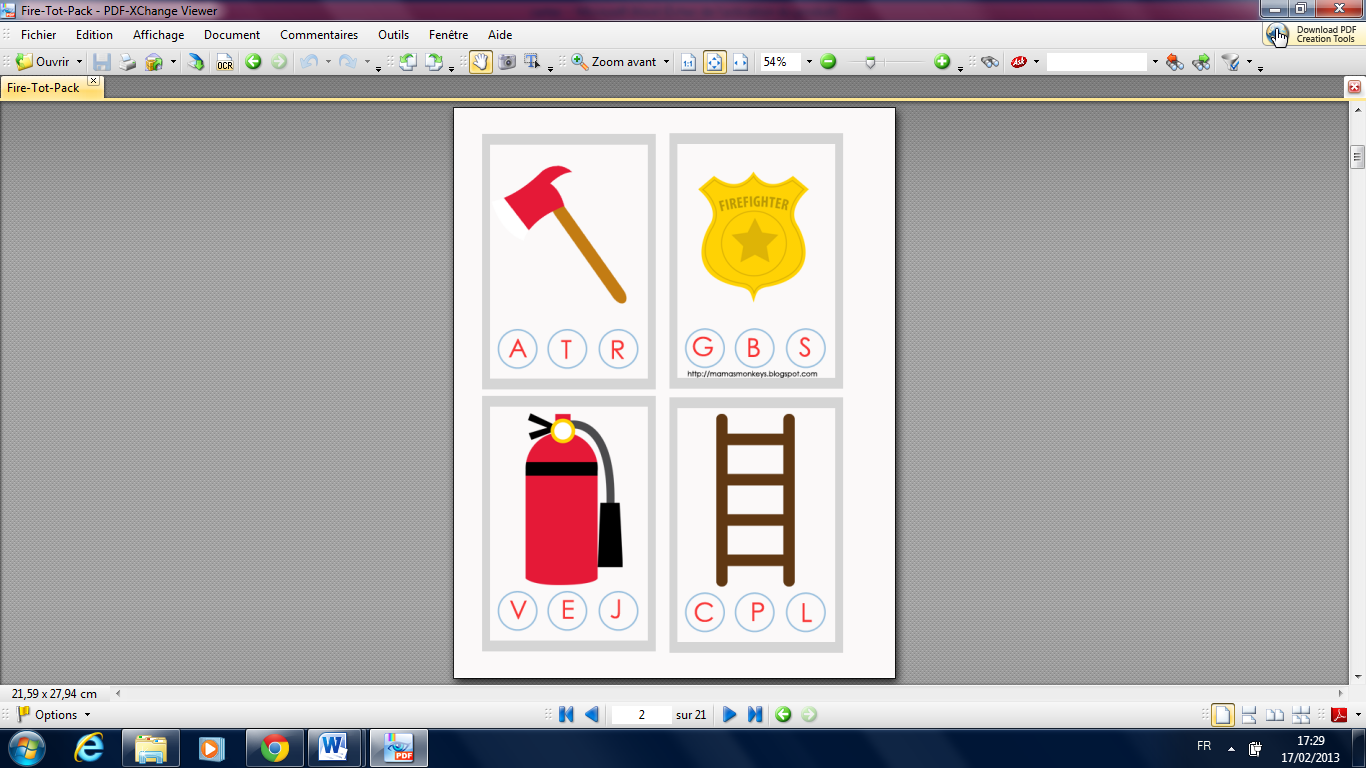 Fire-Tot-Pack - PDF-XChange Viewer
Fichier Edition Affichage Document Commentaires Outils Fenêtre Aide
Download PDF
Creation Tools
Ouvrir OCR Zoom avant 1:1 54%
Fire-Tot-Pack
FIREFIGHTER
A T R
G B S
http://mamasmonkeys.blogspot.com
V E J
C P L
21,59 x 27,94 cm
Options 2 sur 21
PDF
FR 17:29
17/02/2013